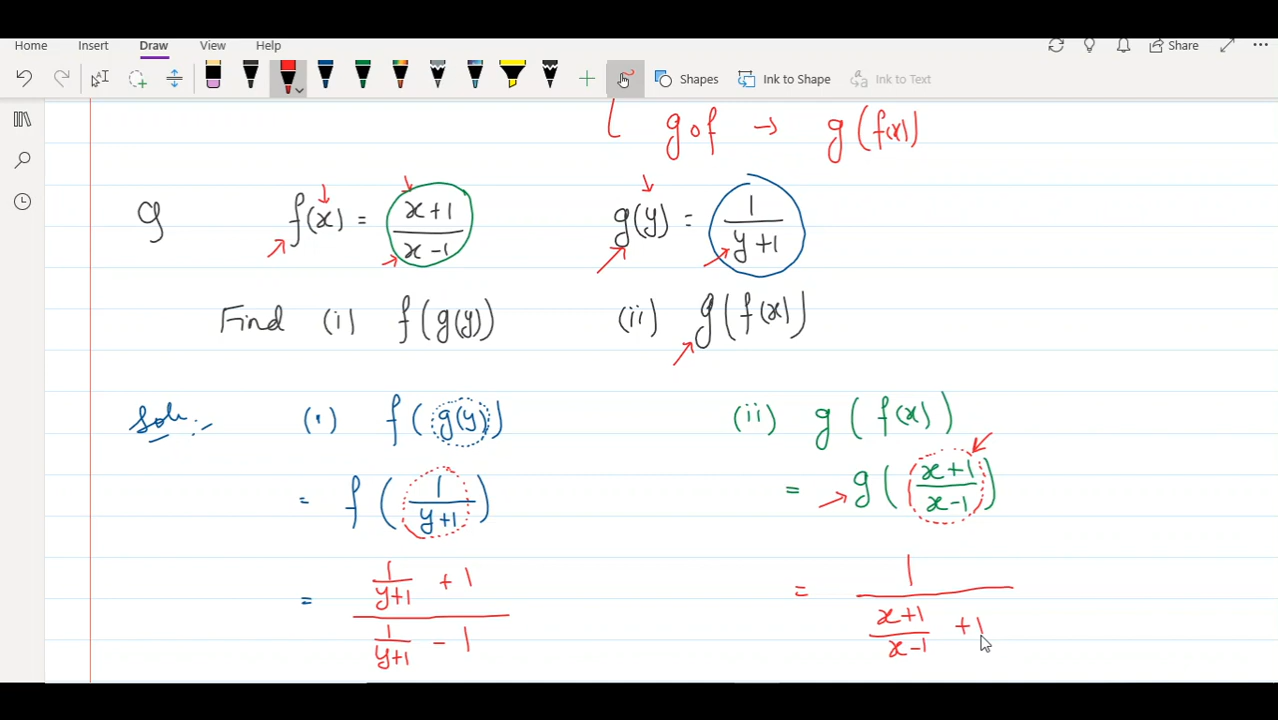 Home Insert Draw View Help Share
Shapes Ink to Shape Ink to Text
gof → g(f(x))
Q f(x) = x+1 / x-1 g(y) = 1 / y+1
Find (i) f(g(y)) (ii) g(f(x))
Soln:- (i) f(g(y)) (ii) g(f(x))
= f(1 / y+1) = g(x+1 / x-1)
= (1 / y+1 + 1) / (1 / y+1 - 1) = 1 / (x+1 / x-1 + 1)